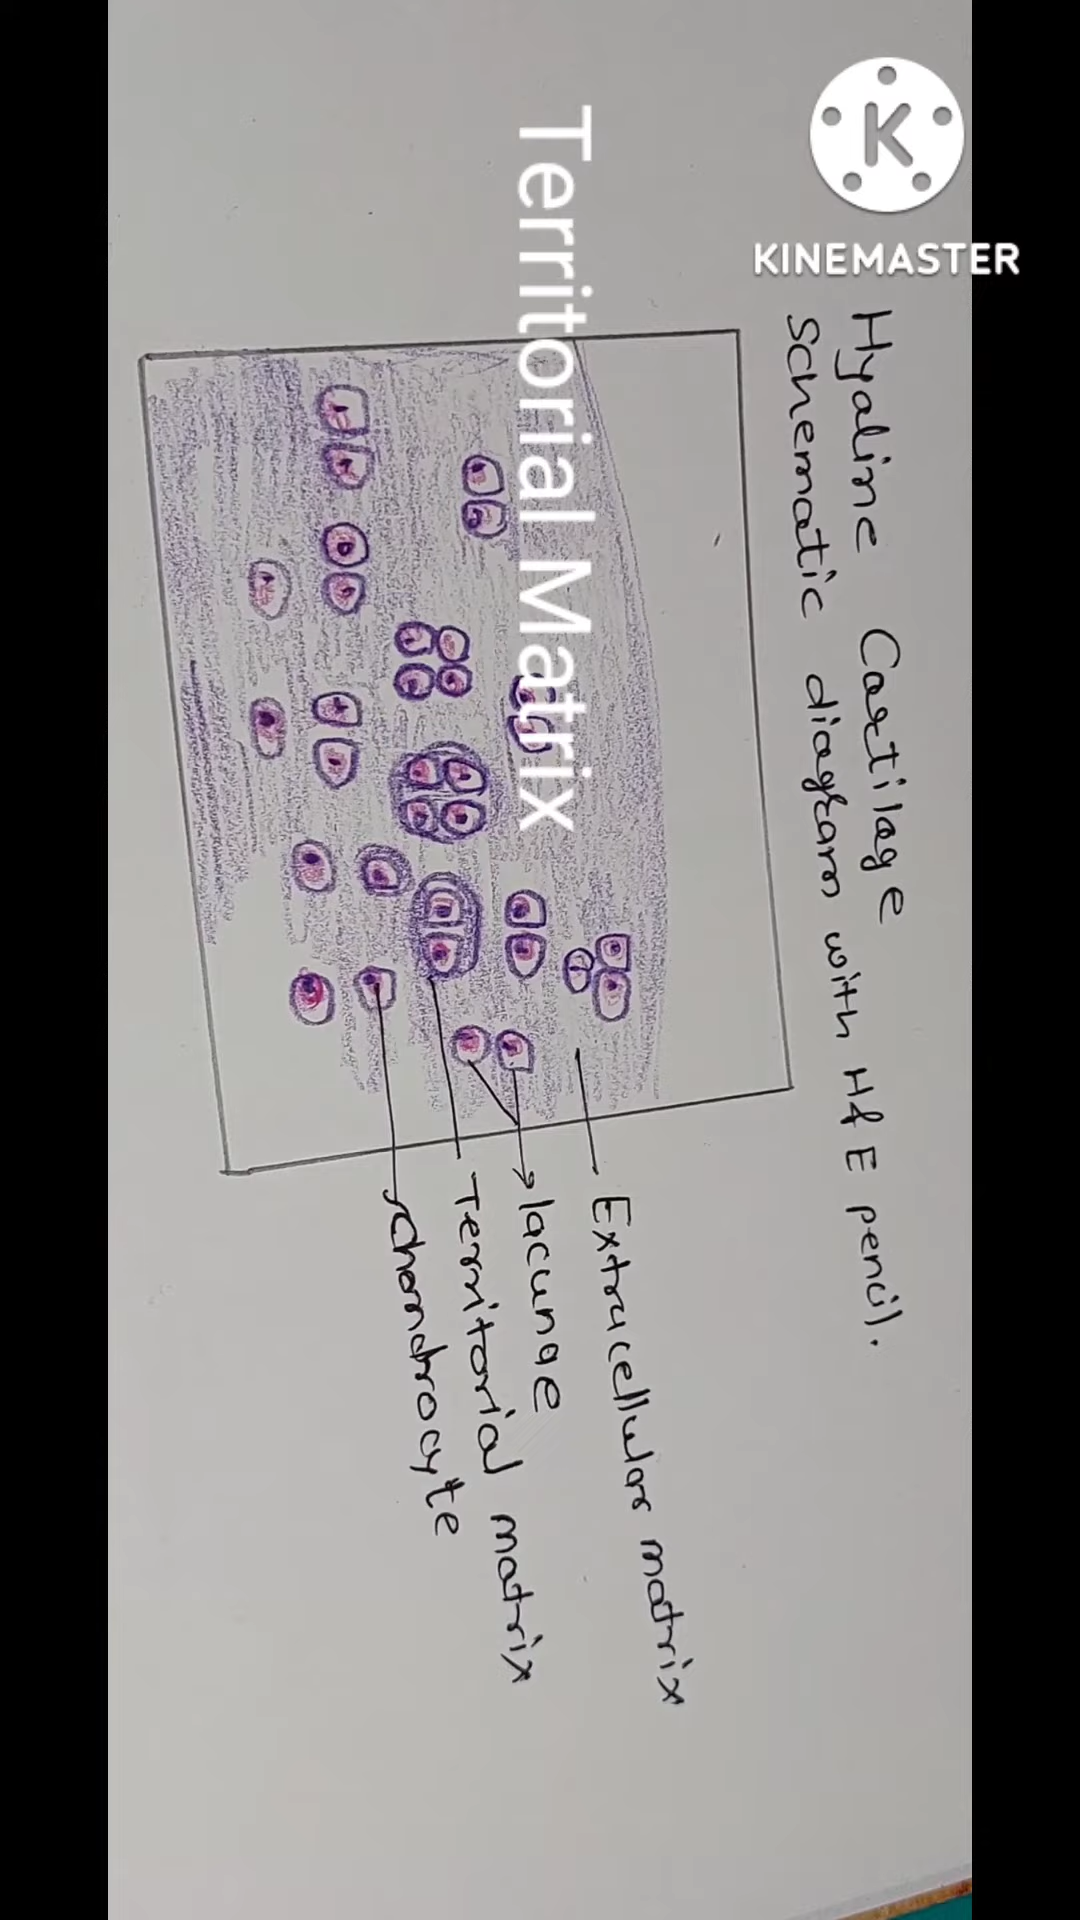 KINEMASTER
Hyaline Cartilage
Schematic diagram with H&E pencil.
Territorial Matrix
Extracellular matrix
lacunae
Territorial matrix
Chondrocyte